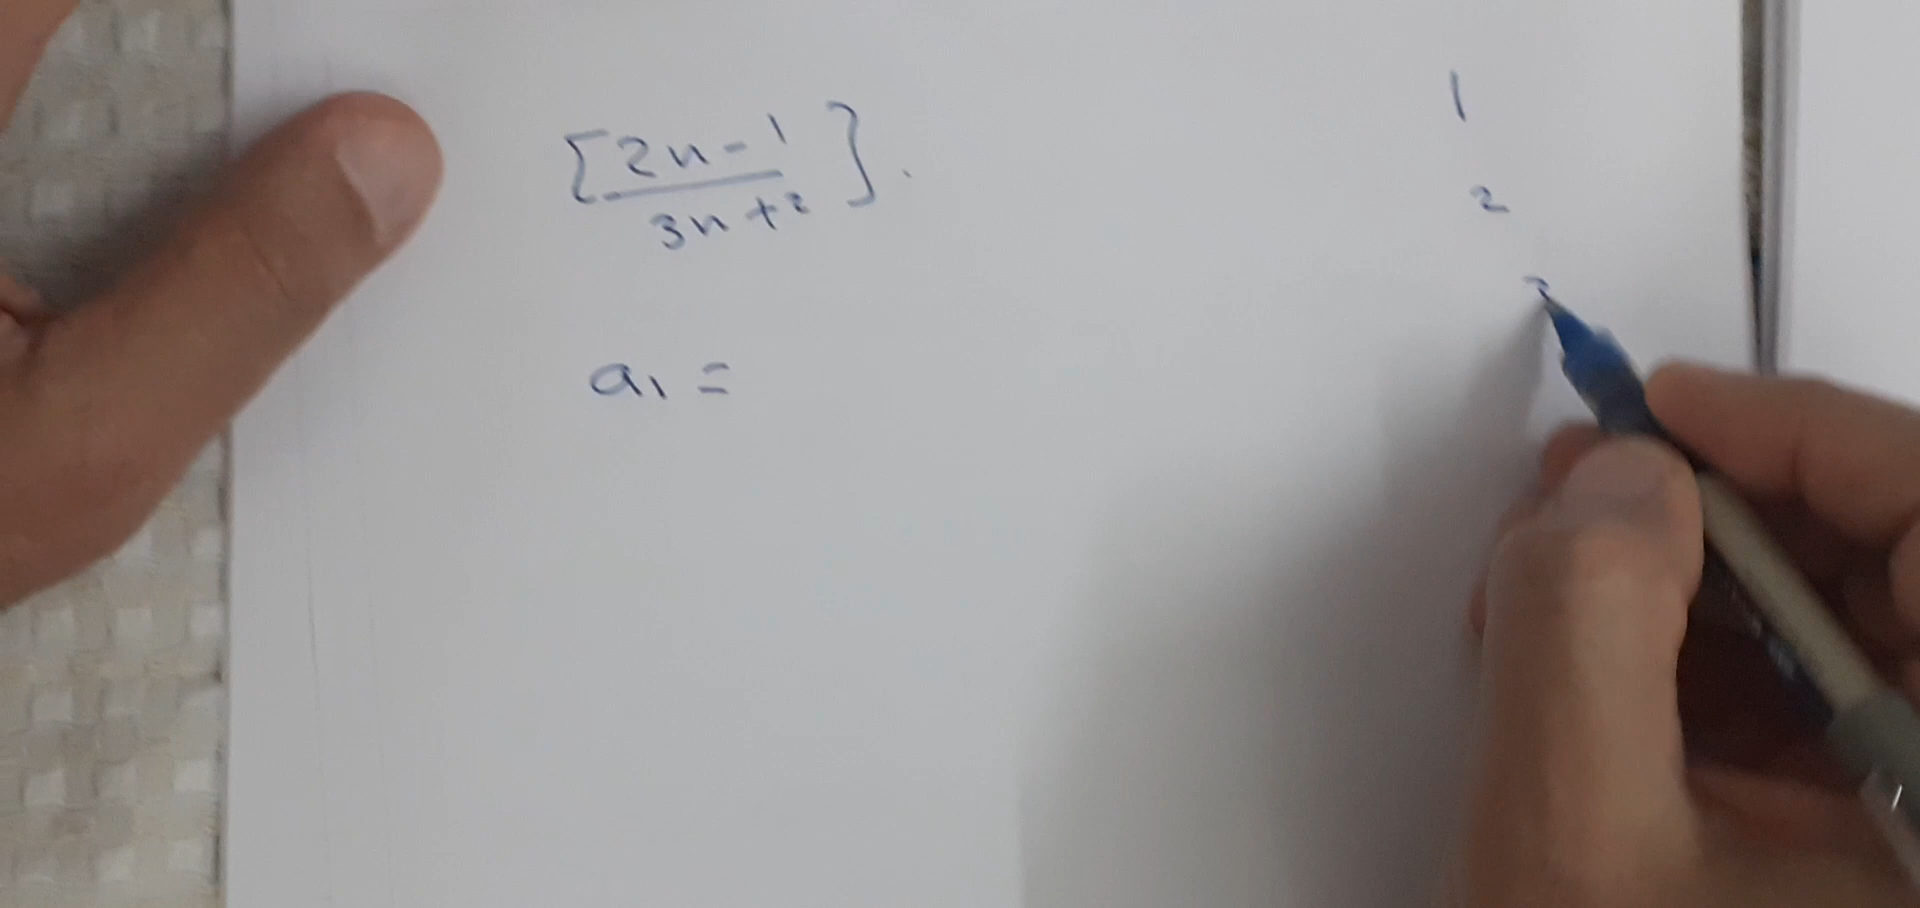 [2n-1/3n+2].
a1 =
1
2